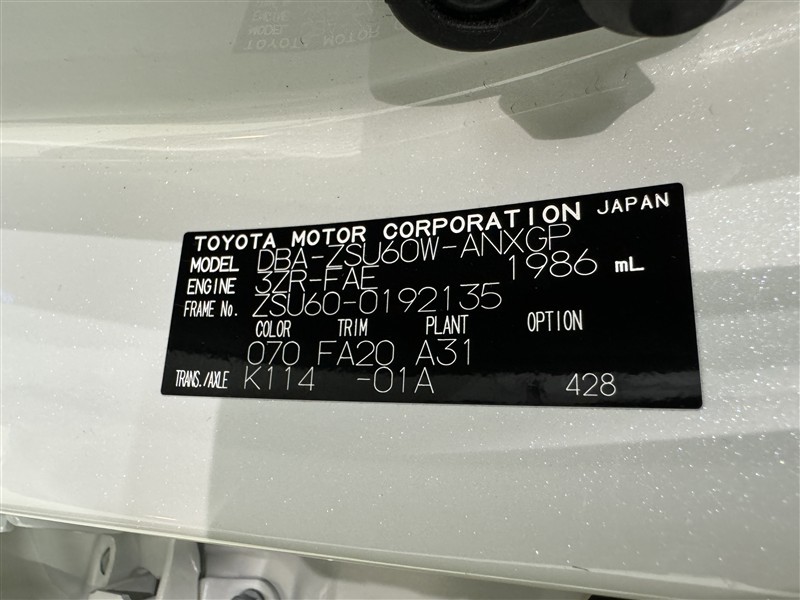 TOYOTA MOTOR CORPORATION JAPAN
MODEL DBA-ZSU60W-ANXGP
ENGINE 3ZR-FAE 1986 mL
FRAME No. ZSU60-0192135
COLOR TRIM PLANT OPTION
070 FA20 A31
TRANS./AXLE K114 -01A 428